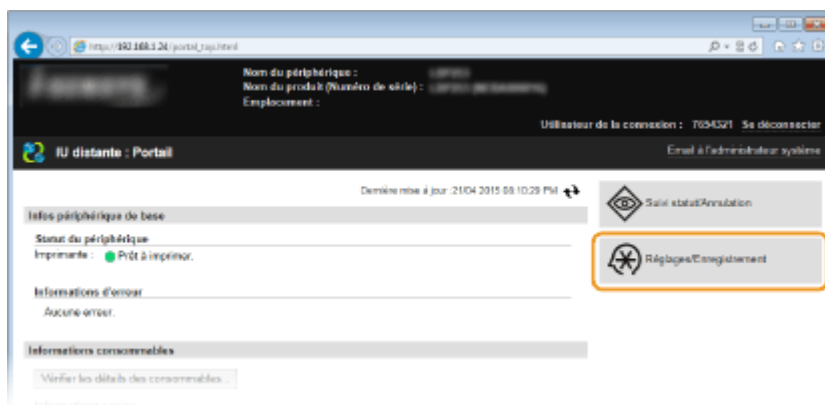 http://192.168.1.24/portal_top.html
Nom du périphérique :
Nom du produit (Numéro de série) :
Emplacement :
Utilisateur de la connexion : 7654321 Se déconnecter
IU distante : Portail
Email à l'administrateur système
Dernière mise à jour :21/04 2015 08:10:29 PM
Infos périphérique de base
Statut du périphérique
Imprimante : Prêt à imprimer.
Informations d'erreur
Aucune erreur.
Informations consommables
Vérifier les détails des consommables...
Suivi statut/Annulation
Réglages/Enregistrement